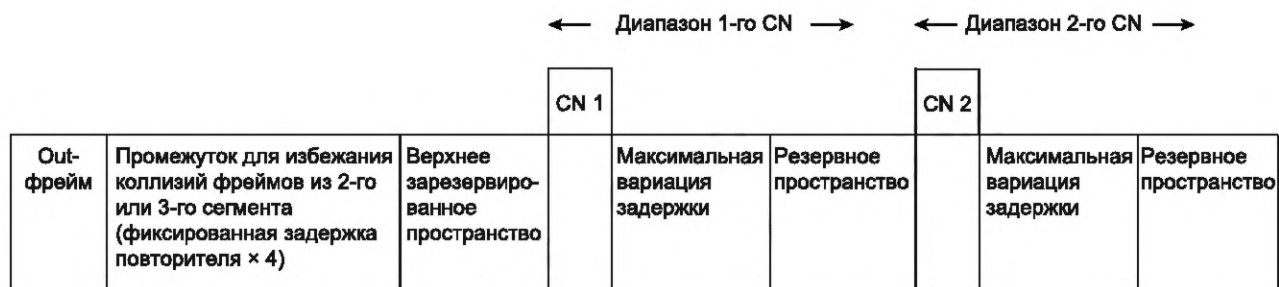 Диапазон 1-го CN
Диапазон 2-го CN
CN 1
CN 2
Out-
фрейм
Промежуток для избежания
коллизий фреймов из 2-го
или 3-го сегмента
(фиксированная задержка
повторителя × 4)
Верхнее
зарезервиро-
ванное
пространство
Максимальная
вариация
задержки
Резервное
пространство
Максимальная
вариация
задержки
Резервное
пространство